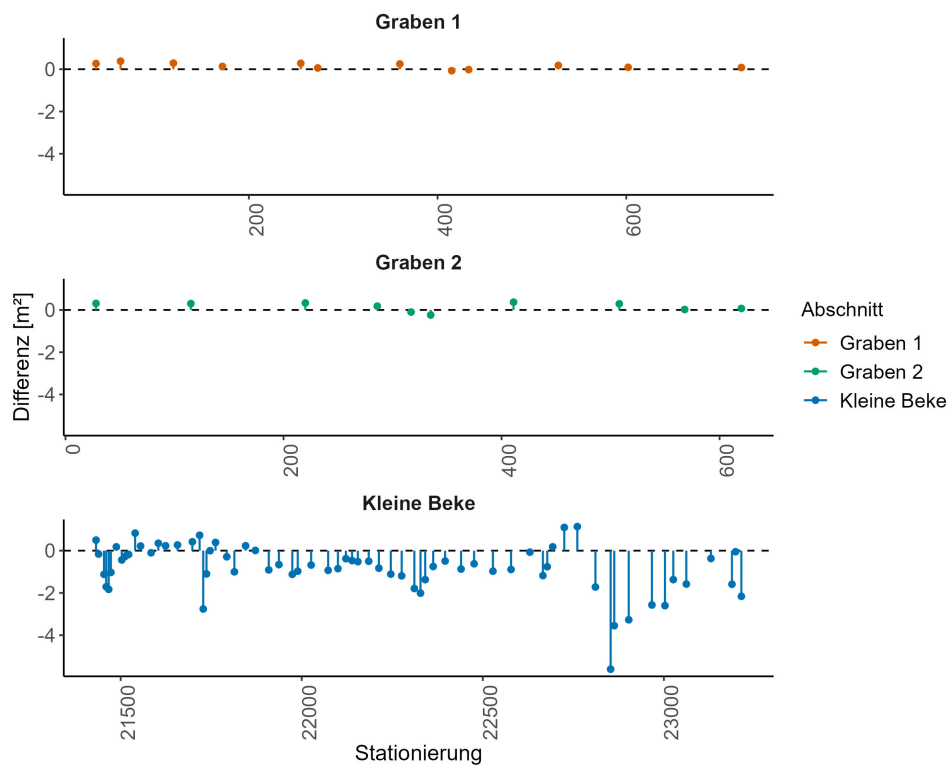 Graben 1
0
-2
-4
200
400
600
Graben 2
0
-2
-4
0
200
400
600
Kleine Beke
0
-2
-4
21500
22000
22500
23000
Stationierung
Differenz [m²]
Abschnitt
Graben 1
Graben 2
Kleine Beke